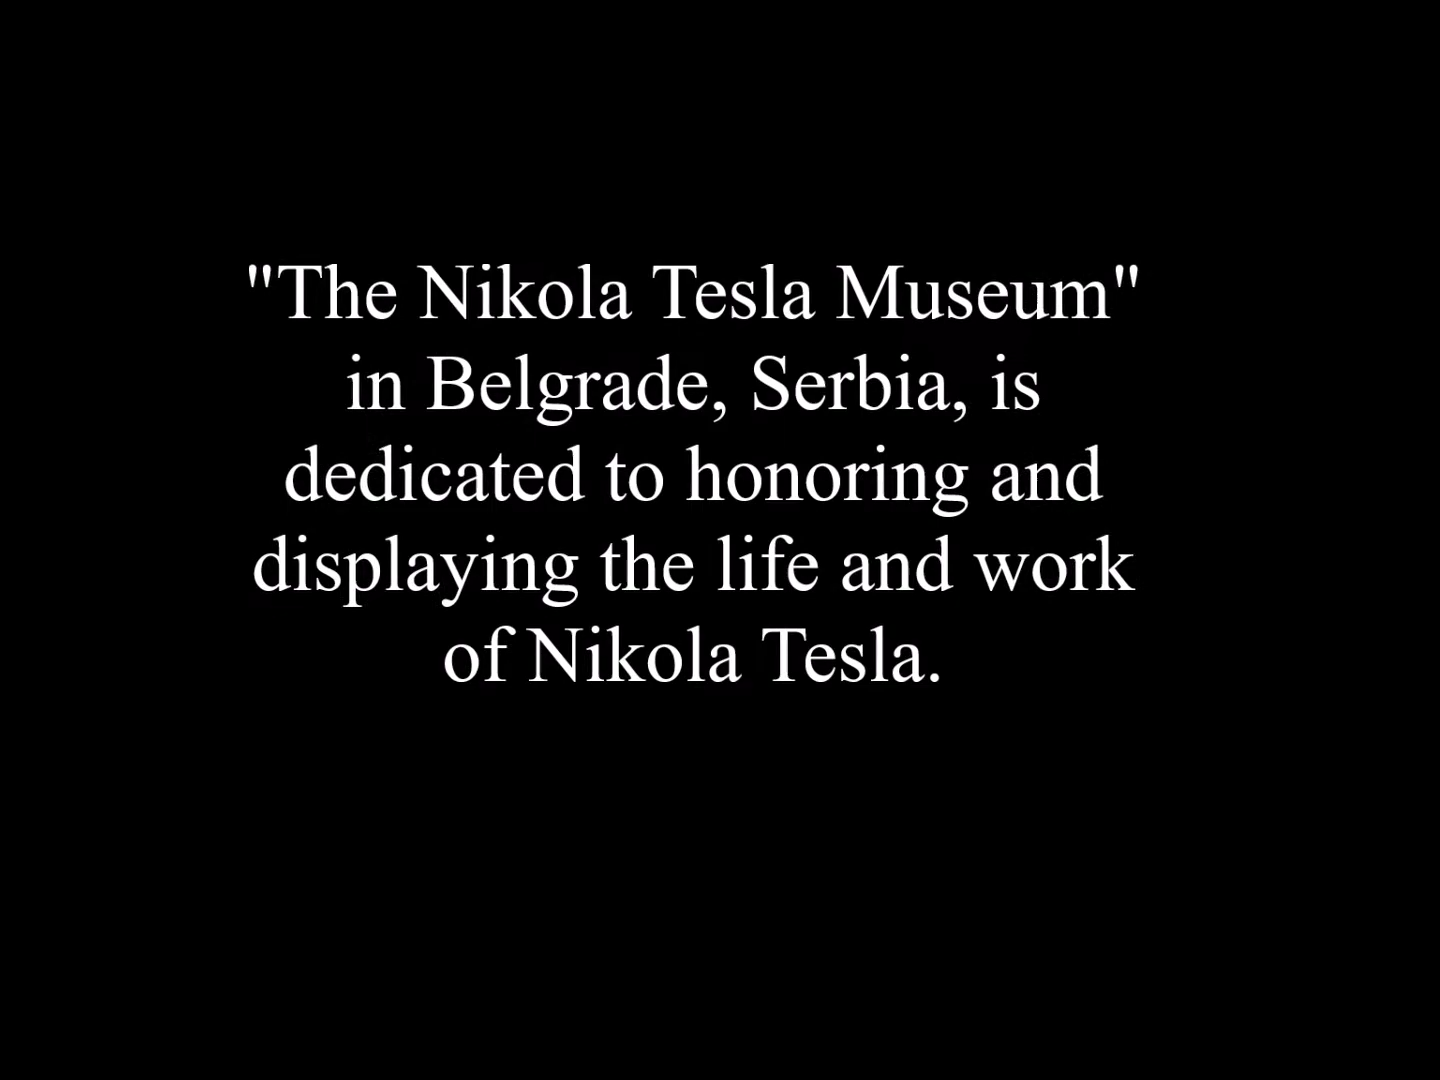 "The Nikola Tesla Museum"
in Belgrade, Serbia, is
dedicated to honoring and
displaying the life and work
of Nikola Tesla.